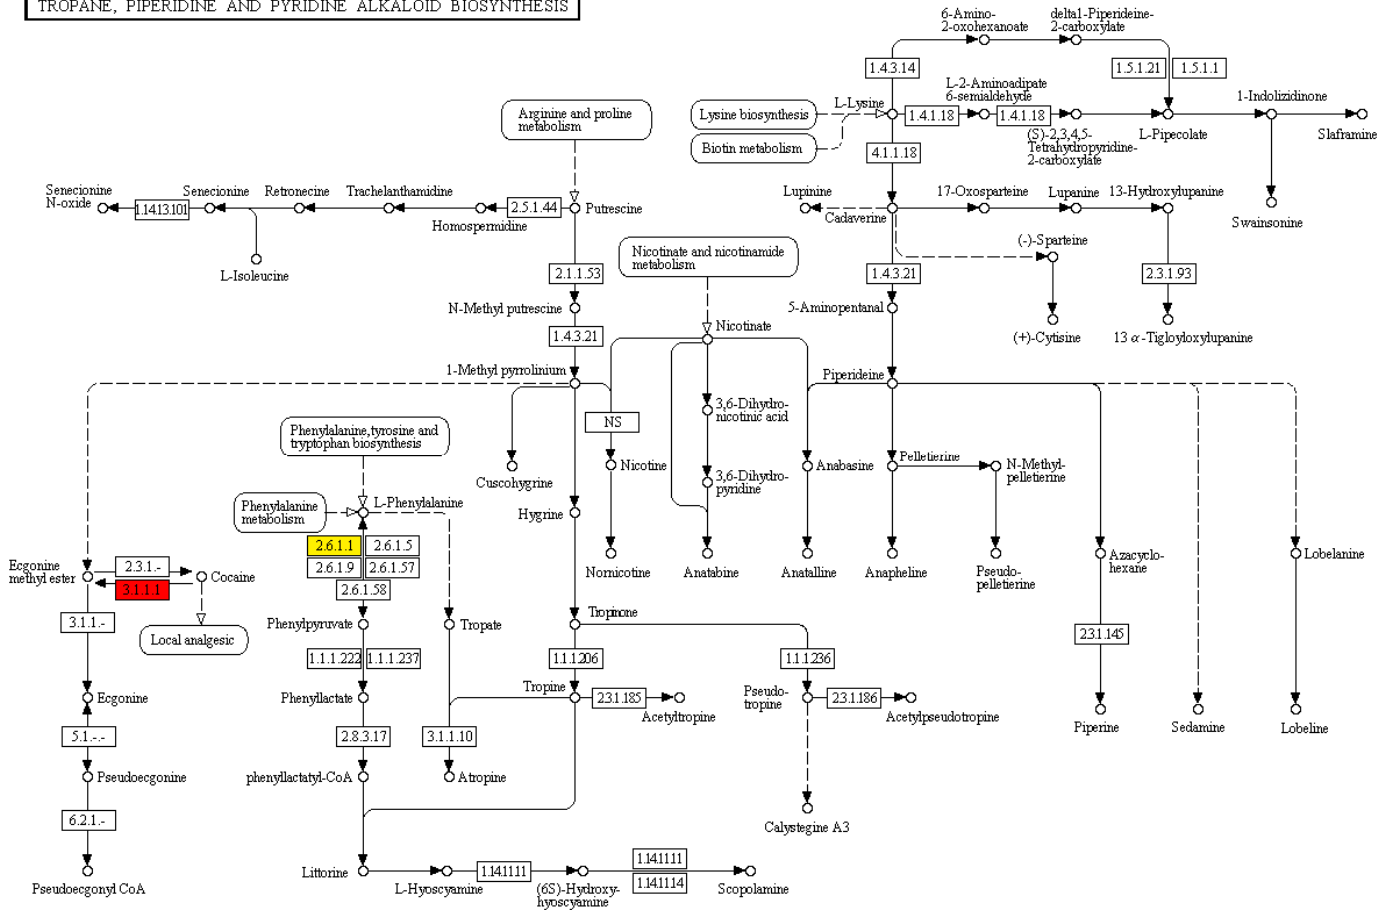 TROPANE, PIPERIDINE AND PYRIDINE ALKALOID BIOSYNTHESIS
6-Amino-
2-oxohexanoate
delta1-Piperideine-
2-carboxylate
1.4.3.14
1.5.1.21
1.5.1.1
L-2-Aminoadipate
6-semialdehyde
Arginine and proline
metabolism
Lysine biosynthesis
Biotin metabolism
L-Lysine
1.4.1.18
1.4.1.18
(S)-2,3,4,5-
Tetrahydropyridine-
2-carboxylate
L-Pipecolate
1-Indolizidinone
Slaframine
4.1.1.18
Swainsonine
Senecionine
N-oxide
1.14.13.101
Senecionine
Retronecine
Trachelanthamidine
Homospermidine
2.5.1.44
Putrescine
L-Isoleucine
Lupinine
Cadaverine
17-Oxosparteine
Lupanine
13-Hydroxylupanine
(-)-Sparteine
(+)-Cytisine
2.3.1.93
13 α-Tigloyloxylupanine
Nicotinate and nicotinamide
metabolism
2.1.1.53
1.4.3.21
N-Methyl putrescine
5-Aminopentanal
1.4.3.21
Nicotinate
1-Methyl pyrrolinium
Piperideine
NS
3,6-Dihydro-
nicotinic acid
Phenylalanine, tyrosine and
tryptophan biosynthesis
Cuscohygrine
Nicotine
3,6-Dihydro-
pyridine
Anabasine
Pelletierine
N-Methyl-
pelletierine
Phenylalanine
metabolism
L-Phenylalanine
Hygrine
2.6.1.1
2.6.1.5
2.6.1.9
2.6.1.57
2.6.1.58
Nornicotine
Anatabine
Anatalline
Anapheline
Pseudo-
pelletierine
Azacyclo-
hexane
Lobelanine
Ecgonine
methyl ester
2.3.1.-
3.1.1.1
Cocaine
3.1.1.-
Local analgesic
Phenylpyruvate
Tropate
Tropinone
1.1.1.222
1.1.1.237
1.1.1.206
1.1.1.236
2.3.1.145
Ecgonine
Phenyllactate
Tropine
2.3.1.185
Acetyltropine
Pseudo-
tropine
2.3.1.186
Acetylpseudotropine
Piperine
Sedamine
Lobeline
5.1.-.-
2.8.3.17
3.1.1.10
Pseudoecgonine
phenyllactatyl-CoA
Atropine
6.2.1.-
Calystegine A3
Pseudoecgonyl CoA
Littorine
L-Hyoscyamine
1.14.11.11
(6S)-Hydroxy-
hyoscyamine
1.14.11.11
1.14.11.14
Scopolamine